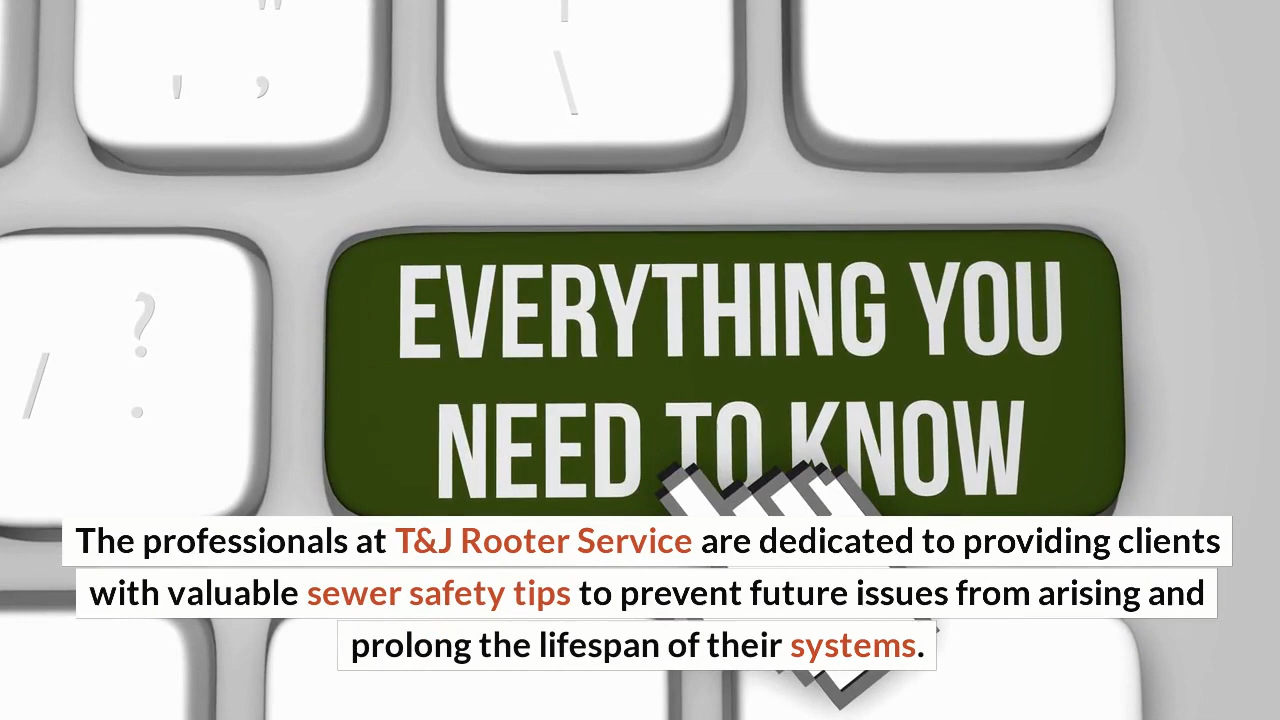 " |
' , \
?
/ .
EVERYTHING YOU
NEED TO KNOW
The professionals at T&J Rooter Service are dedicated to providing clients
with valuable sewer safety tips to prevent future issues from arising and
prolong the lifespan of their systems.